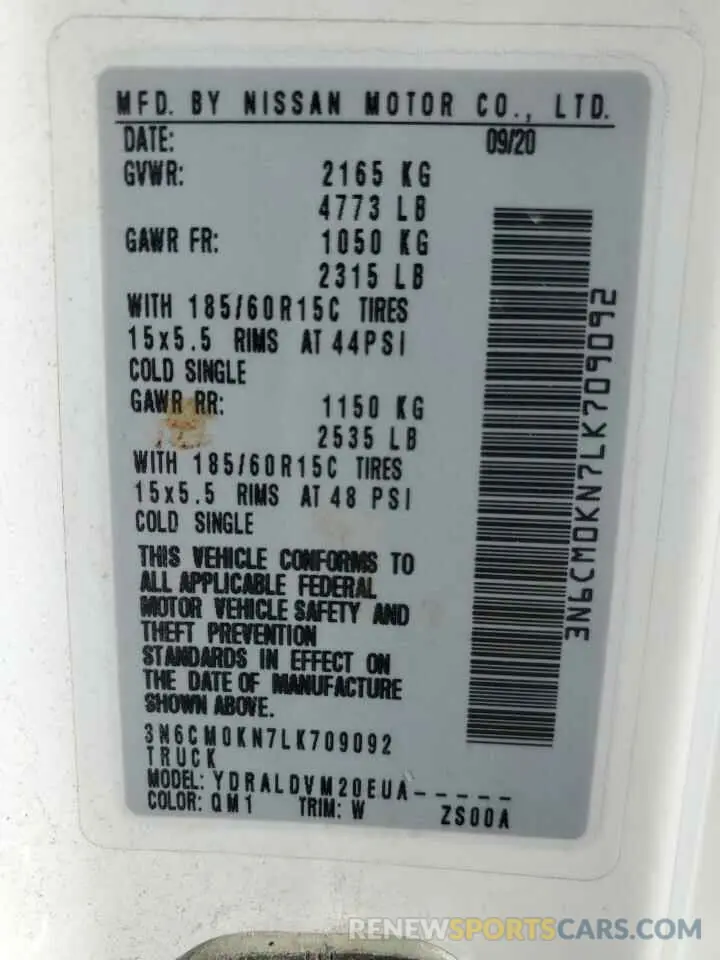 MFD. BY NISSAN MOTOR CO., LTD.
DATE: 09/20
GVWR: 2165 KG
4773 LB
GAWR FR: 1050 KG
2315 LB
WITH 185/60R15C TIRES
15x5.5 RIMS AT 44PSI
COLD SINGLE
GAWR RR: 1150 KG
2535 LB
WITH 185/60R15C TIRES
15x5.5 RIMS AT 48 PSI
COLD SINGLE
THIS VEHICLE CONFORMS TO
ALL APPLICABLE FEDERAL
MOTOR VEHICLE SAFETY AND
THEFT PREVENTION
STANDARDS IN EFFECT ON
THE DATE OF MANUFACTURE
SHOWN ABOVE.
3N6CM0KN7LK709092
TRUCK
MODEL: YDRALDVM20EUA-----
COLOR: QM1 TRIM: W ZS00A
3N6CM0KN7LK709092
RENEWSPORTSCARS.COM